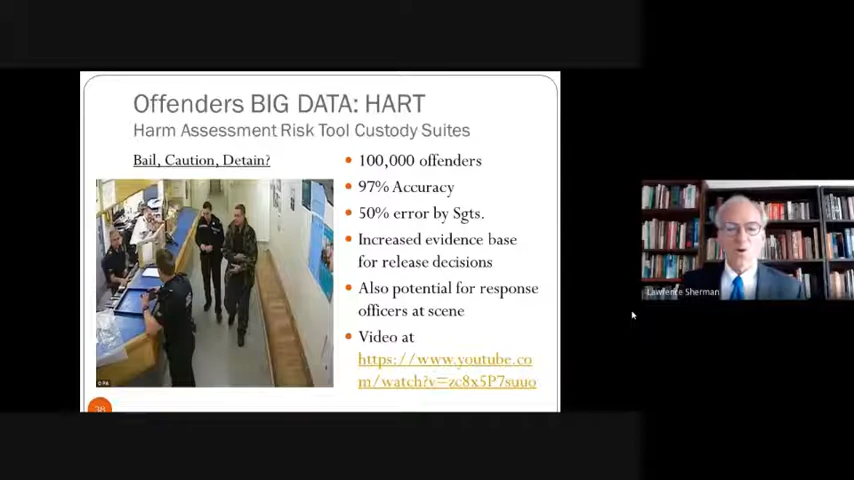 Offenders BIG DATA: HART
Harm Assessment Risk Tool Custody Suites
Bail, Caution, Detain?
• 100,000 offenders
• 97% Accuracy
• 50% error by Sgts.
• Increased evidence base
for release decisions
• Also potential for response
officers at scene
• Video at
https://www.youtube.co
m/watch?v=zc8x5P7suuo
38
Lawrence Sherman